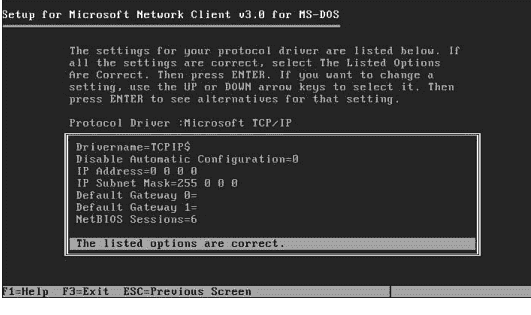 Setup for Microsoft Network Client v3.0 for MS-DOS
The settings for your protocol driver are listed below. If
all the settings are correct, select The Listed Options
Are Correct. Then press ENTER. If you want to change a
setting, use the UP or DOWN arrow keys to select it. Then
press ENTER to see alternatives for that setting.
Protocol Driver :Microsoft TCP/IP
Drivername=TCPIP$
Disable Automatic Configuration=0
IP Address=0 0 0 0
IP Subnet Mask=255 0 0 0
Default Gateway 0=
Default Gateway 1=
NetBIOS Sessions=6
The listed options are correct.
F1=Help F3=Exit ESC=Previous Screen